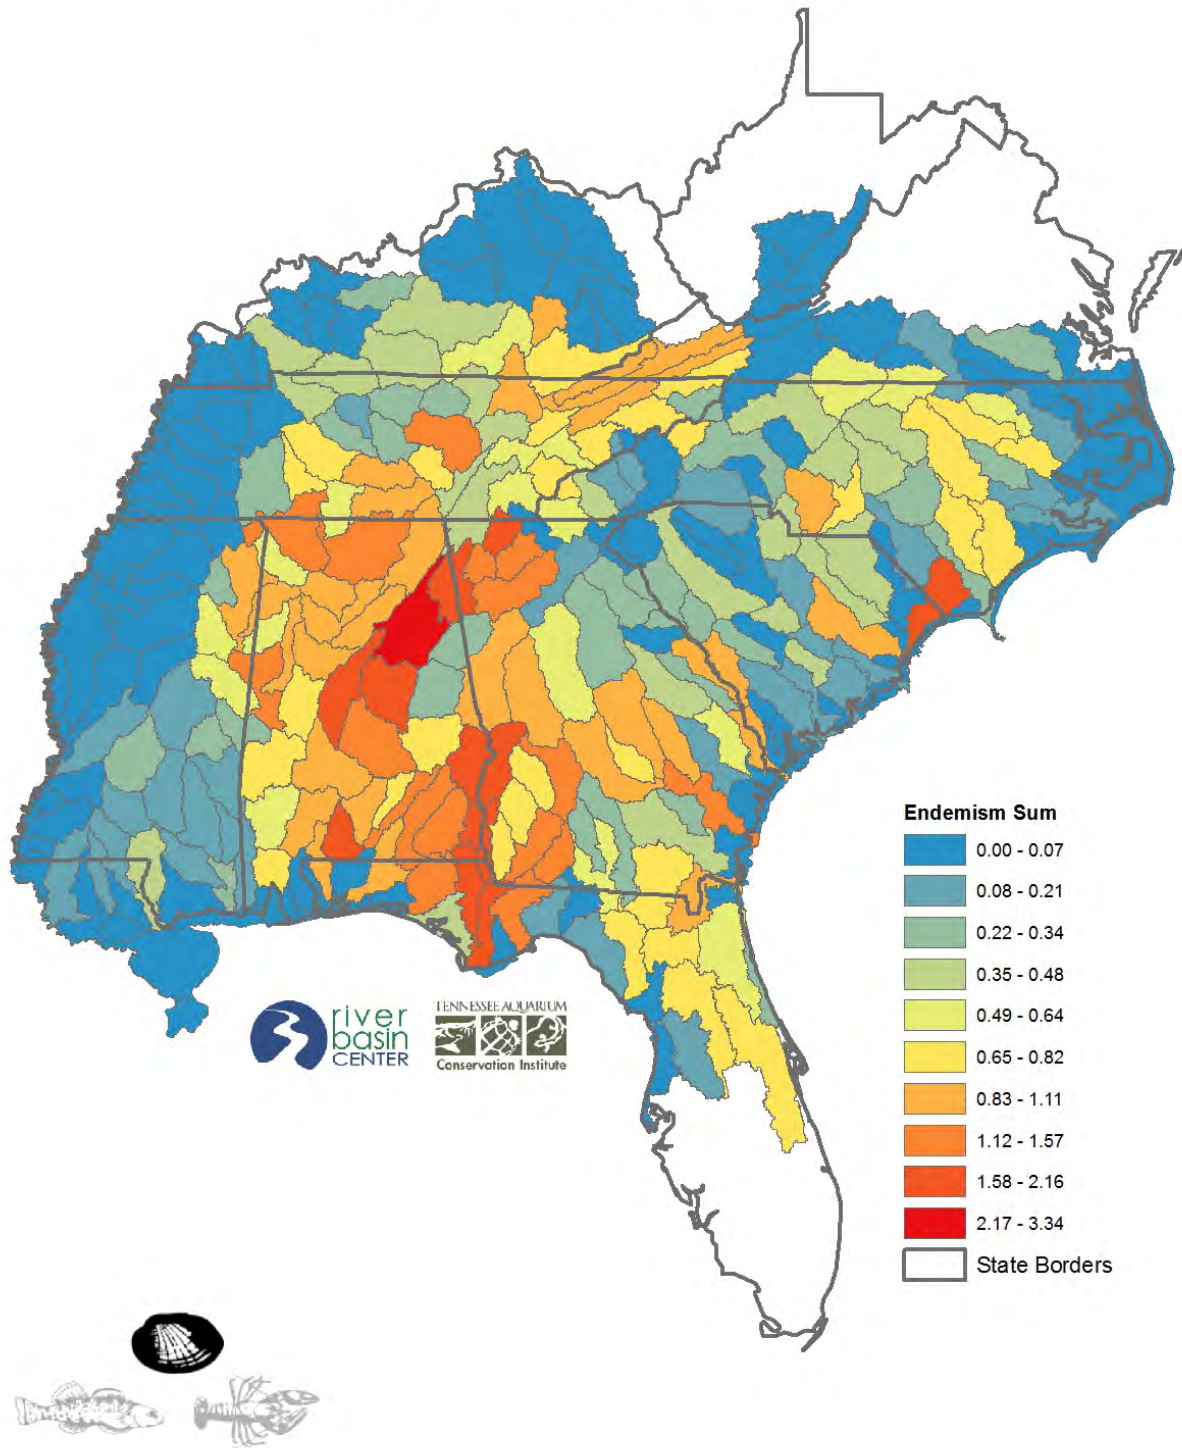 Endemism Sum
0.00 - 0.07
0.08 - 0.21
0.22 - 0.34
0.35 - 0.48
0.49 - 0.64
0.65 - 0.82
0.83 - 1.11
1.12 - 1.57
1.58 - 2.16
2.17 - 3.34
State Borders
river
basin
CENTER
TENNESSEE AQUARIUM
Conservation Institute